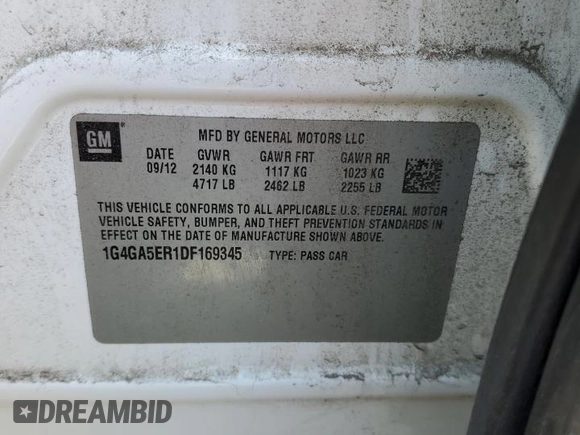 GM
MFD BY GENERAL MOTORS LLC
DATE GVWR GAWR FRT GAWR RR
09/12 2140 KG 1117 KG 1023 KG
4717 LB 2462 LB 2255 LB
THIS VEHICLE CONFORMS TO ALL APPLICABLE U.S. FEDERAL MOTOR
VEHICLE SAFETY, BUMPER, AND THEFT PREVENTION STANDARDS IN
EFFECT ON THE DATE OF MANUFACTURE SHOWN ABOVE.
1G4GA5ER1DF169345 TYPE: PASS CAR
DREAMBID